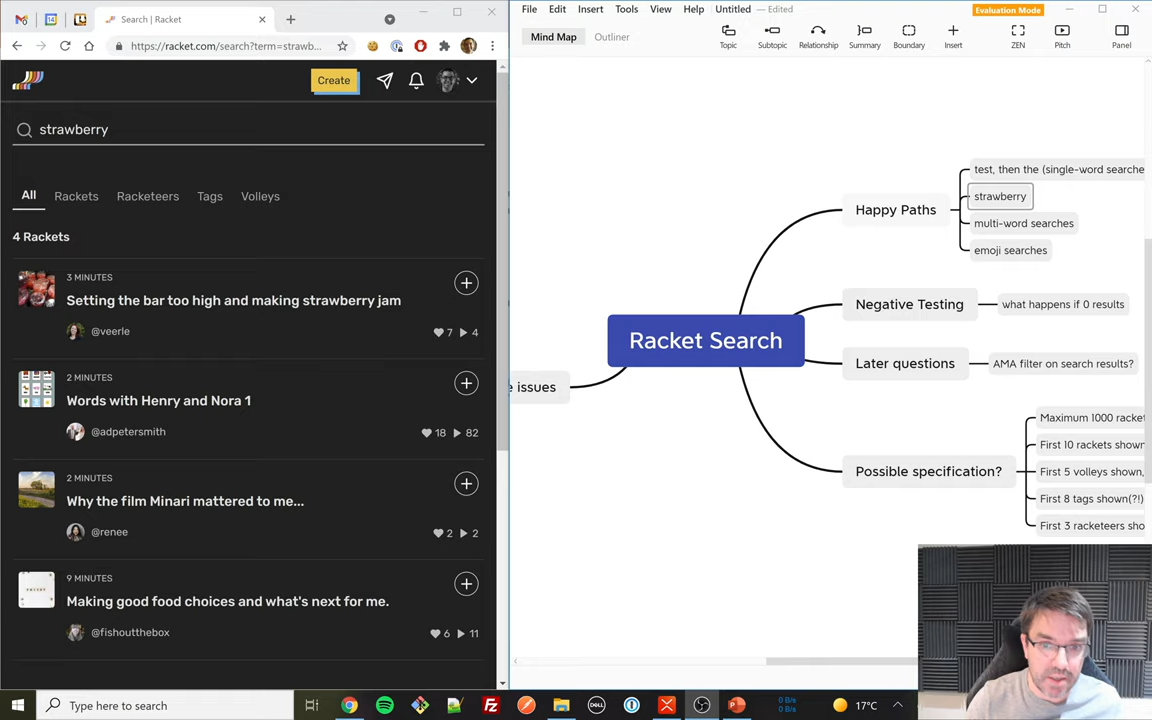 Search | Racket
https://racket.com/search?term=strawb...
Create
strawberry
All
Rackets
Racketeers
Tags
Volleys
4 Rackets
3 MINUTES
Setting the bar too high and making strawberry jam
@veerle
7
4
2 MINUTES
Words with Henry and Nora 1
@adpetersmith
18
82
2 MINUTES
Why the film Minari mattered to me...
@renee
2
2
9 MINUTES
Making good food choices and what's next for me.
@fishoutthebox
6
11
File
Edit
Insert
Tools
View
Help
Untitled — Edited
Evaluation Mode
Mind Map
Outliner
Topic
Subtopic
Relationship
Summary
Boundary
Insert
ZEN
Pitch
Panel
test, then the (single-word searche
strawberry
Happy Paths
multi-word searches
emoji searches
Negative Testing
what happens if 0 results
Racket Search
Later questions
AMA filter on search results?
e issues
Maximum 1000 racket
First 10 rackets shown
Possible specification?
First 5 volleys shown,
First 8 tags shown(?!)
First 3 racketeers sho
Type here to search
0 B/s
0 B/s
17°C